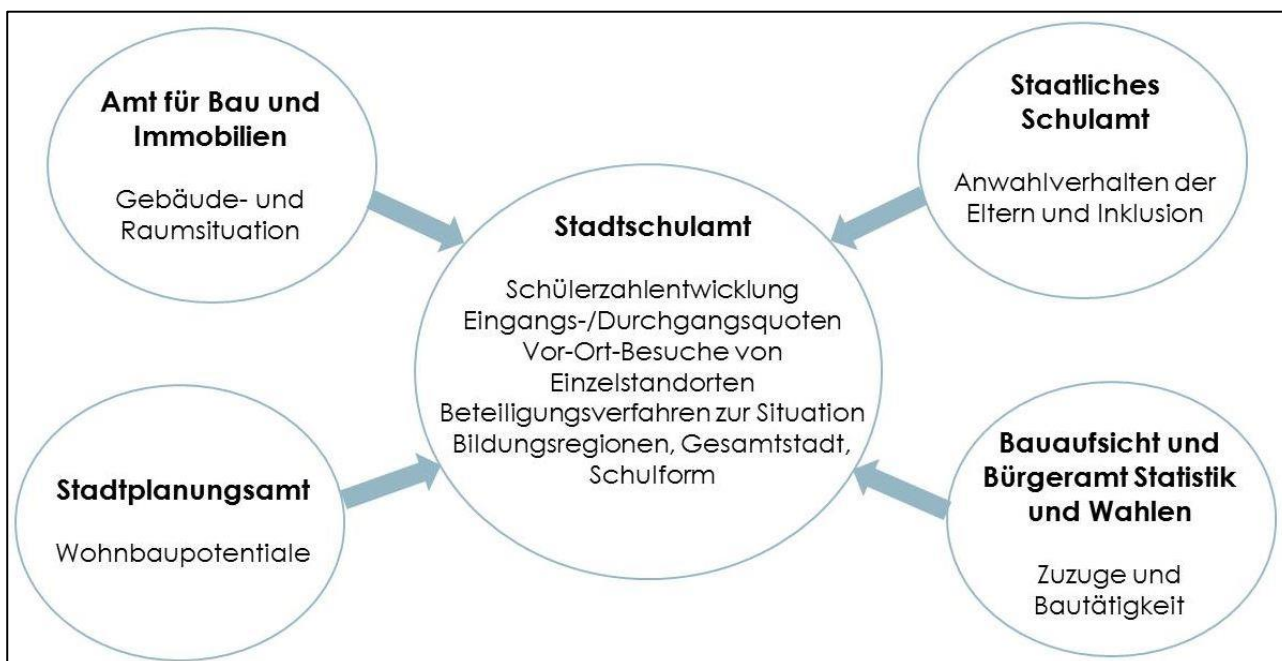 Amt für Bau und
Immobilien
Gebäude- und
Raumsituation
Staatliches
Schulamt
Anwahlverhalten der
Eltern und Inklusion
Stadtschulamt
Schülerzahlentwicklung
Eingangs-/Durchgangsquoten
Vor-Ort-Besuche von
Einzelstandorten
Beteiligungsverfahren zur Situation
Bildungsregionen, Gesamtstadt,
Schulform
Stadtplanungsamt
Wohnbaupotentiale
Bauaufsicht und
Bürgeramt Statistik
und Wahlen
Zuzuge und
Bautätigkeit